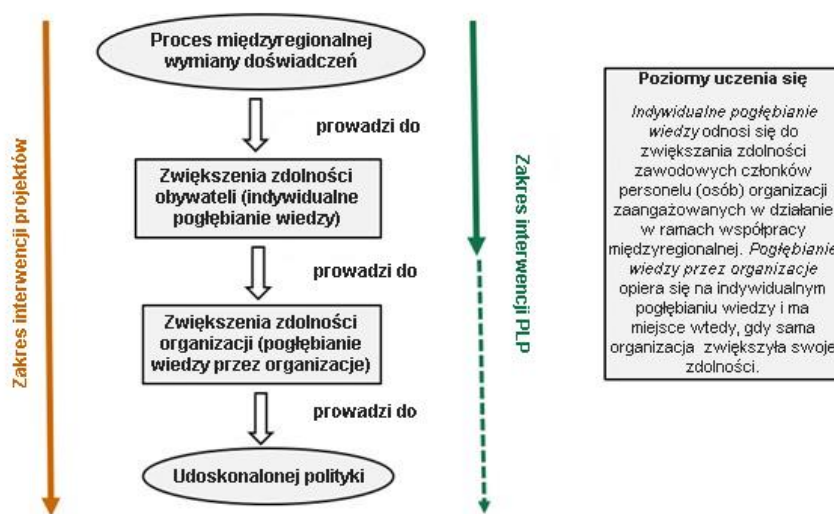 Proces międzyregionalnej
wymiany doświadczeń
prowadzi do
Zwiększenia zdolności
obywateli (indywidualne
pogłębianie wiedzy)
prowadzi do
Zwiększenia zdolności
organizacji (pogłębianie
wiedzy przez organizacje)
prowadzi do
Udoskonalonej polityki
Zakres interwencji projektów
Zakres interwencji PLP
Poziomy uczenia się
Indywidualne pogłębianie
wiedzy odnosi się do
zwiększania zdolności
zawodowych członków
personelu (osób) organizacji
zaangażowanych w działanie
w ramach współpracy
międzyregionalnej. Pogłębianie
wiedzy przez organizacje
opiera się na indywidualnym
pogłębianiu wiedzy i ma
miejsce wtedy, gdy sama
organizacja zwiększyła swoje
zdolności.